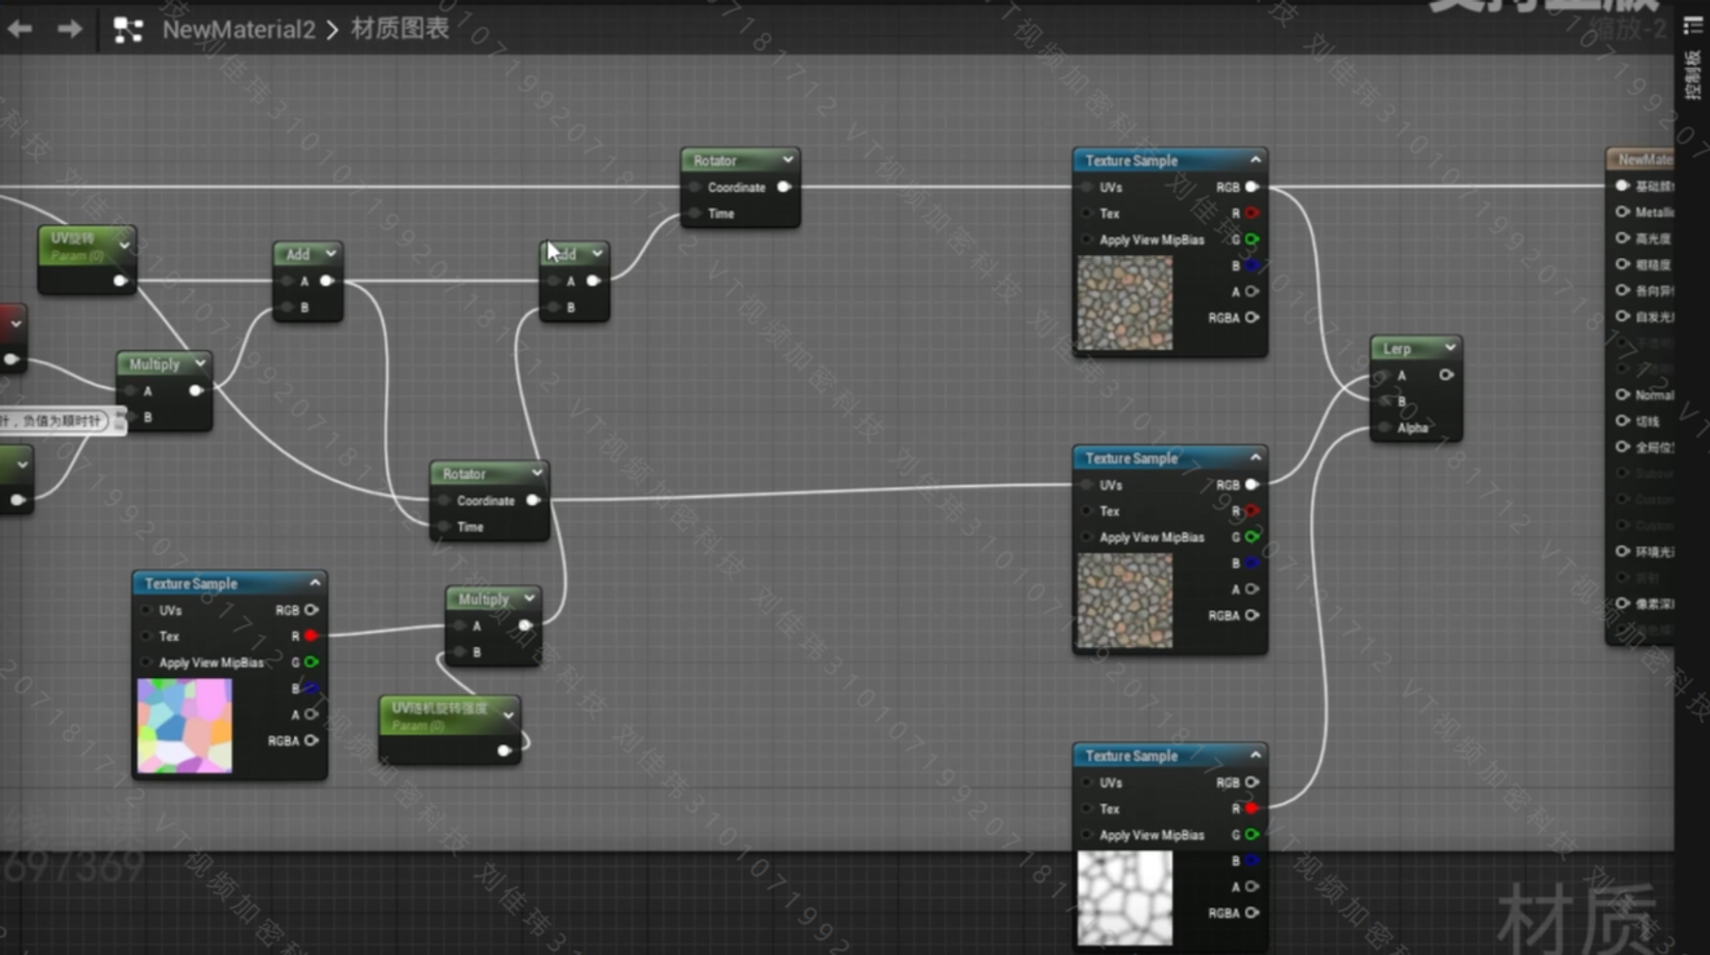 NewMaterial2 > 材质图表
缩放-2
控制板
Rotator
Coordinate
Time
UV旋转
Param (0)
Add
A
B
Add
A
B
Multiply
A
B
针，负值为顺时针
Rotator
Coordinate
Time
Texture Sample
UVs RGB
Tex R
Apply View MipBias G
B
A
RGBA
Multiply
A
B
UV随机旋转强度
Param (0)
Texture Sample
UVs RGB
Tex R
Apply View MipBias G
B
A
RGBA
Texture Sample
UVs RGB
Tex R
Apply View MipBias G
B
A
RGBA
Texture Sample
UVs RGB
Tex R
Apply View MipBias G
B
A
RGBA
Lerp
A
B
Alpha
NewMate
基础颜
Metalli
高光度
粗糙度
各向异
自发光
Normal
切线
全局位
环境光
折射
像素深
697369
材质
VT视频加密科技 刘佳玮 310107199207181712